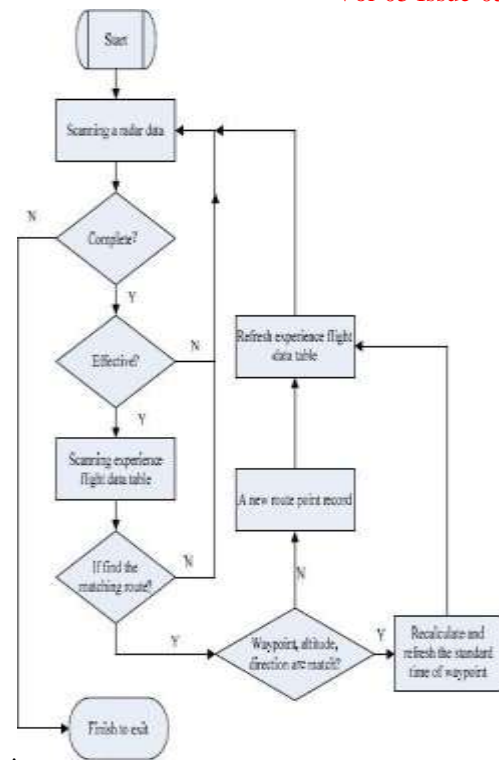 Start
Scanning a radar data
N
Complete?
Y
Effective?
N
Y
Refresh experience flight
data table
Scanning experience
flight data table
A new route point record
If find the
matching route?
N
N
Y
Waypoint, altitude,
direction are match?
Y
Recalculate and
refresh the standard
time of waypoint
Finish to exit